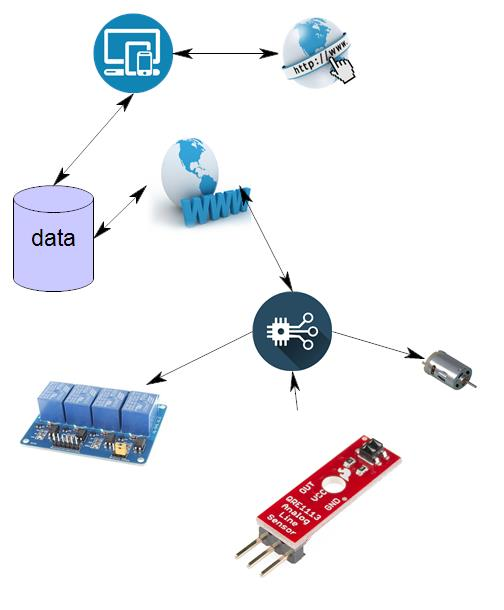 http://www.
data
WWW
OUT
VCC
GND
QRE1113
Analog
Line
Sensor